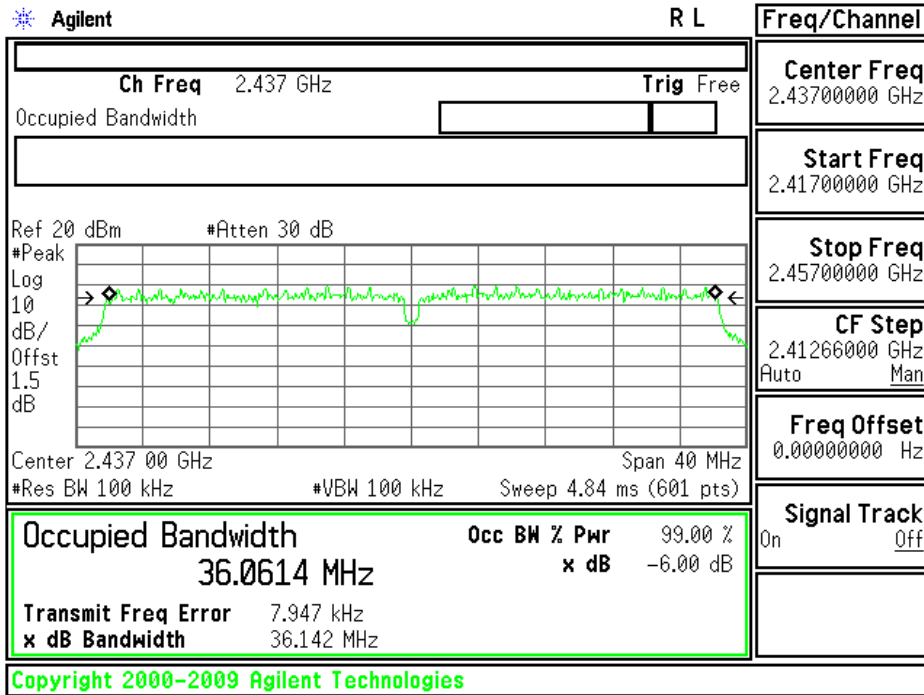 Agilent R L
Ch Freq 2.437 GHz Trig Free
Occupied Bandwidth
Ref 20 dBm #Atten 30 dB
#Peak
Log
10
dB/
Offst
1.5
dB
Center 2.437 00 GHz Span 40 MHz
#Res BW 100 kHz #VBW 100 kHz Sweep 4.84 ms (601 pts)
Occupied Bandwidth Occ BW % Pwr 99.00 %
36.0614 MHz x dB -6.00 dB
Transmit Freq Error 7.947 kHz
x dB Bandwidth 36.142 MHz
Copyright 2000-2009 Agilent Technologies
Freq/Channel
Center Freq
2.43700000 GHz
Start Freq
2.41700000 GHz
Stop Freq
2.45700000 GHz
CF Step
2.41266000 GHz
Auto Man
Freq Offset
0.00000000 Hz
Signal Track
On Off